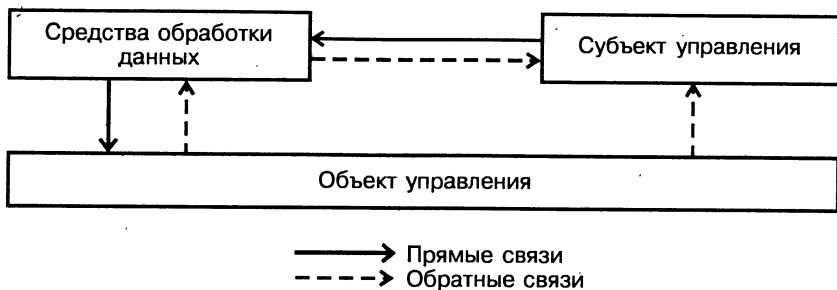 Средства обработки
данных
Субъект управления
Объект управления
Прямые связи
Обратные связи